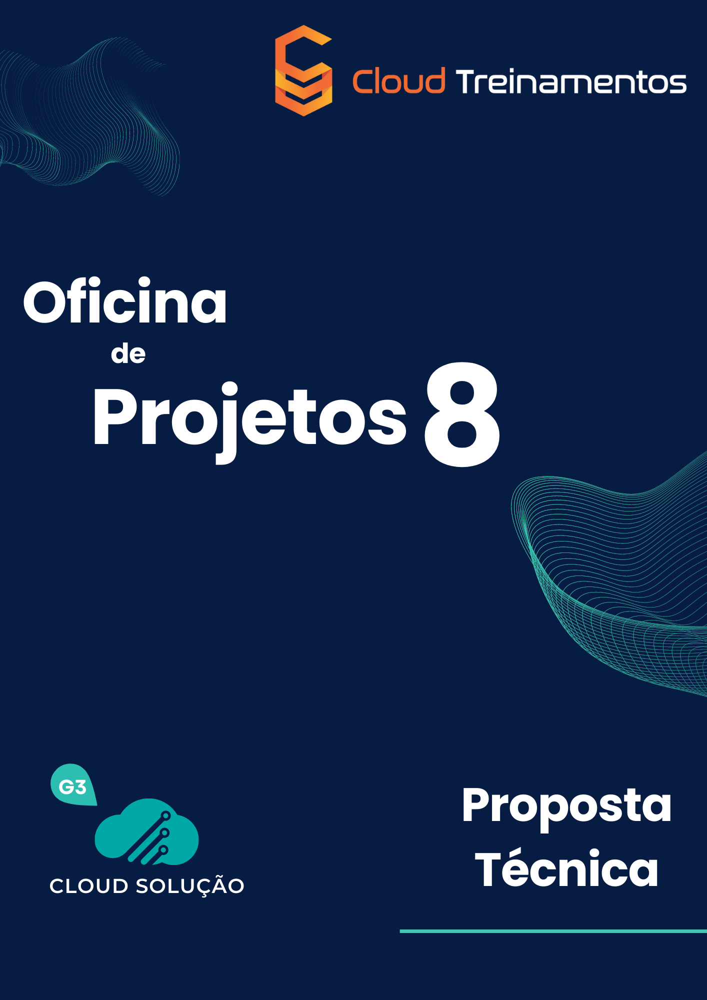 Cloud Treinamentos
Oficina
de
Projetos 8
G3
CLOUD SOLUÇÃO
Proposta
Técnica